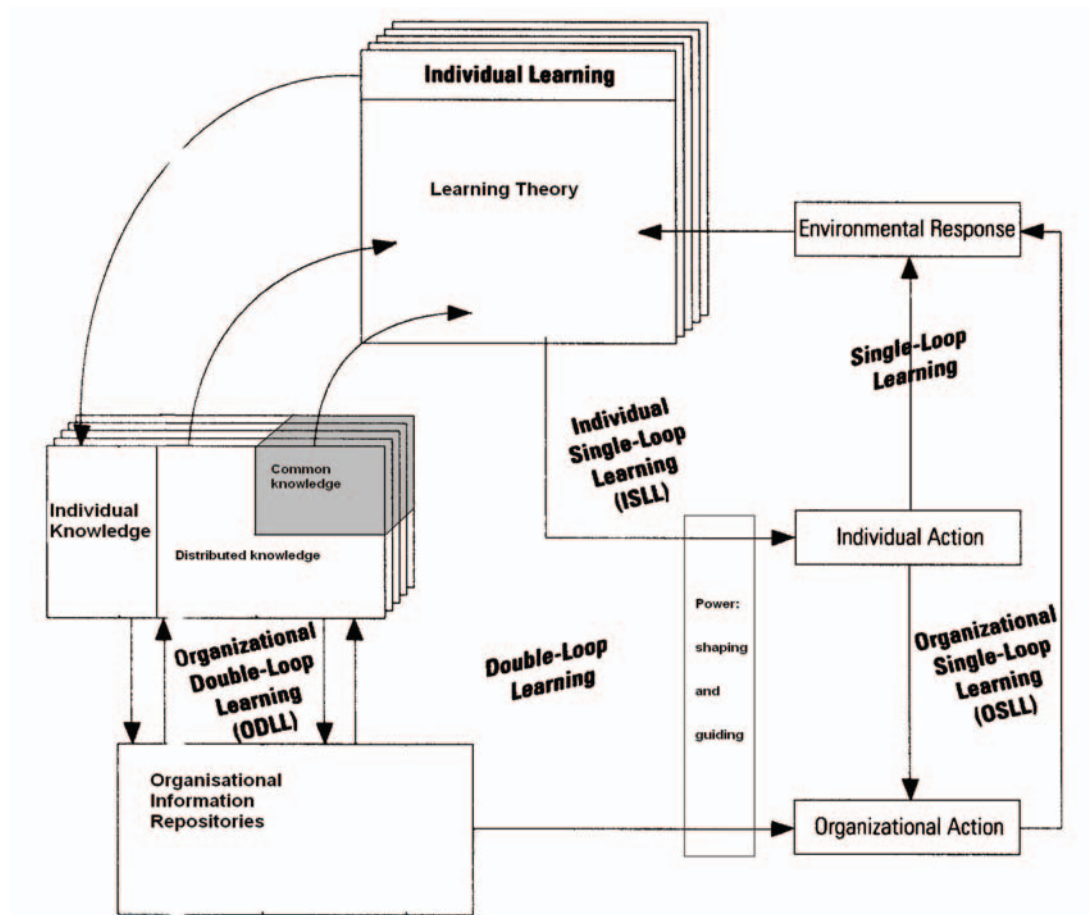 Individual Learning
Learning Theory
Environmental Response
Single-Loop
Learning
Individual
Single-Loop
Learning
(ISLL)
Common
knowledge
Individual
Knowledge
Distributed knowledge
Individual Action
Power:
shaping
and
guiding
Organizational
Double-Loop
Learning
(ODLL)
Double-Loop
Learning
Organizational
Single-Loop
Learning
(OSLL)
Organisational
Information
Repositories
Organizational Action